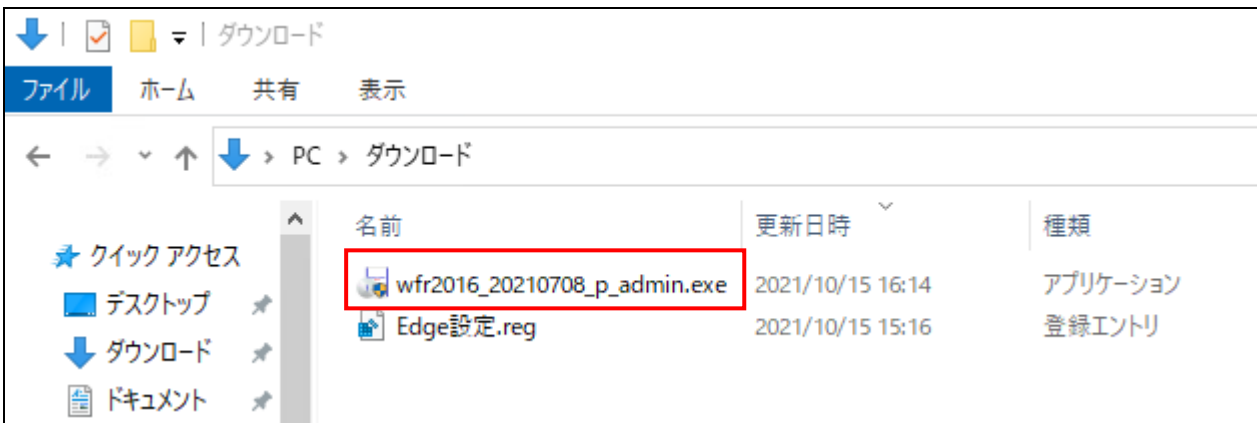 ダウンロード
ファイル ホーム 共有 表示
PC > ダウンロード
名前 更新日時 種類
クイック アクセス
wfr2016_20210708_p_admin.exe 2021/10/15 16:14 アプリケーション
デスクトップ
Edge設定.reg 2021/10/15 15:16 登録エントリ
ダウンロード
ドキュメント